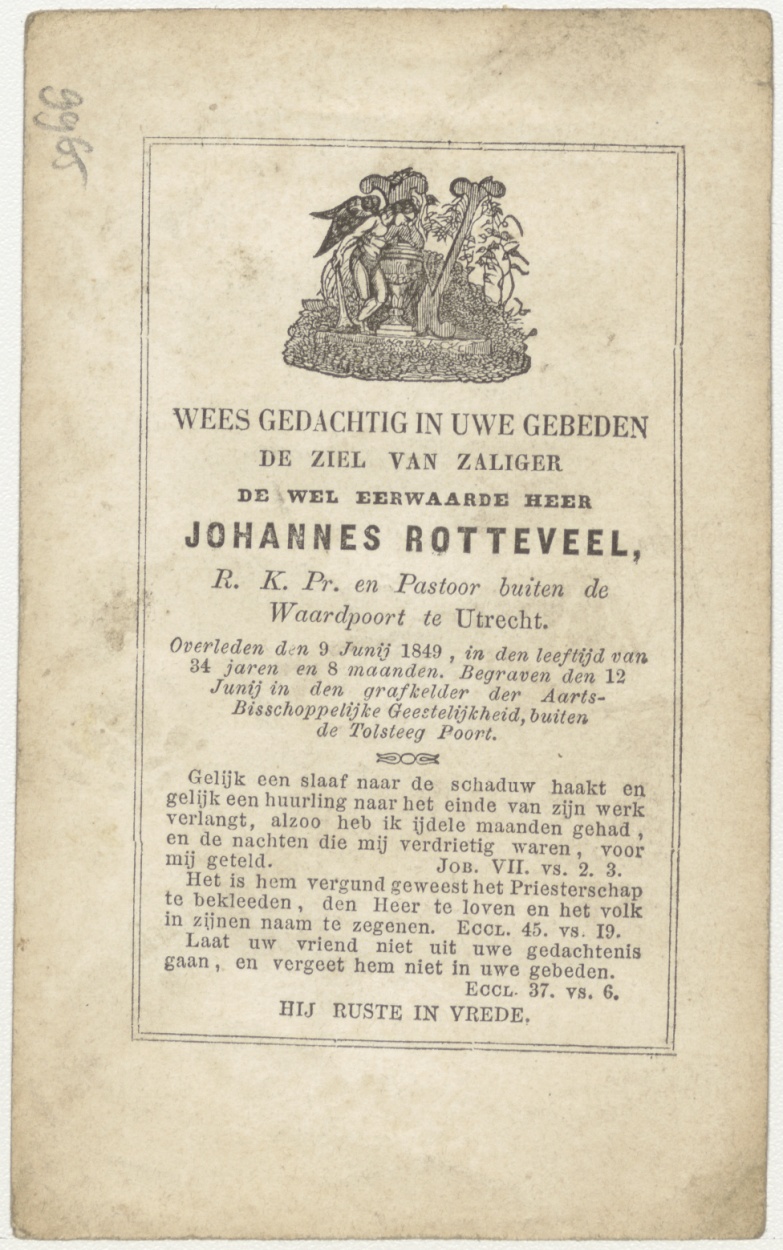 9965
WEES GEDACHTIG IN UWE GEBEDEN
DE ZIEL VAN ZALIGER
DE WEL EERWAARDE HEER
JOHANNES ROTTEVEEL,
R. K. Pr. en Pastoor buiten de
Waardpoort te Utrecht.
Overleden den 9 Junij 1849, in den leeftijd van
34 jaren en 8 maanden. Begraven den 12
Junij in den grafkelder der Aarts-
Bisschoppelijke Geestelijkheid, buiten
de Tolsteeg Poort.
Gelijk een slaaf naar de schaduw haakt en
gelijk een huurling naar het einde van zijn werk
verlangt, alzoo heb ik ijdele maanden gehad,
en de nachten die mij verdrietig waren, voor
mij geteld. JOB. VII. vs. 2. 3.
Het is hem vergund geweest het Priesterschap
te bekleeden, den Heer te loven en het volk
in zijnen naam te zegenen. ECCL. 45. vs. 19.
Laat uw vriend niet uit uwe gedachtenis
gaan, en vergeet hem niet in uwe gebeden.
ECCL. 37. vs. 6.
HIJ RUSTE IN VREDE.